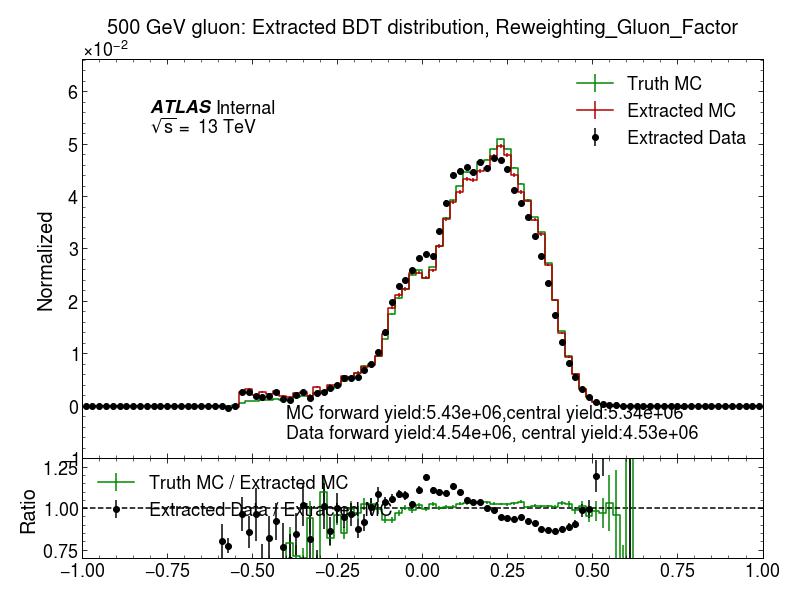 500 GeV gluon: Extracted BDT distribution, Reweighting_Gluon_Factor
×10⁻²
ATLAS Internal
√s = 13 TeV
Truth MC
Extracted MC
Extracted Data
Normalized
6
5
4
3
2
1
0
MC forward yield:5.43e+06,central yield:5.34e+06
Data forward yield:4.54e+06, central yield:4.53e+06
Truth MC / Extracted MC
Extracted Data / Extracted MC
Ratio
1.25
1.00
0.75
−1.00 −0.75 −0.50 −0.25 0.00 0.25 0.50 0.75 1.00